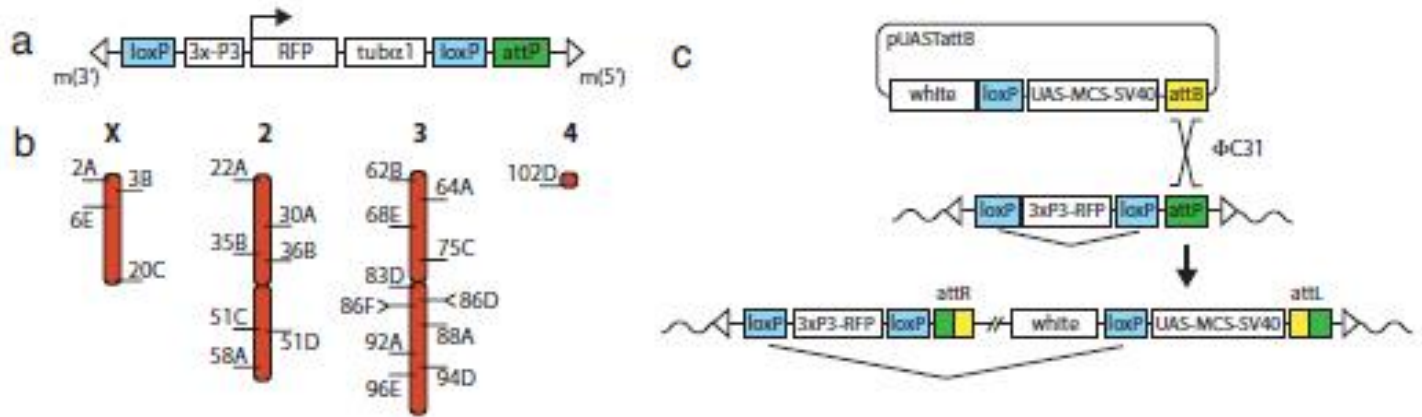 a
loxP 3x-P3 RFP tubα1 loxP attP
m(3') m(5')
b
X 2 3 4
2A 3B
6E
20C
22A
30A
35B 36B
51C
51D
58A
62B
64A
68E
75C
83D
86F 86D
88A
92A
94D
96E
102D
c
pUASTattB
white loxP UAS-MCS-SV40 attB
ΦC31
loxP 3xP3-RFP loxP attP
attR attL
loxP 3xP3-RFP loxP white loxP UAS-MCS-SV40